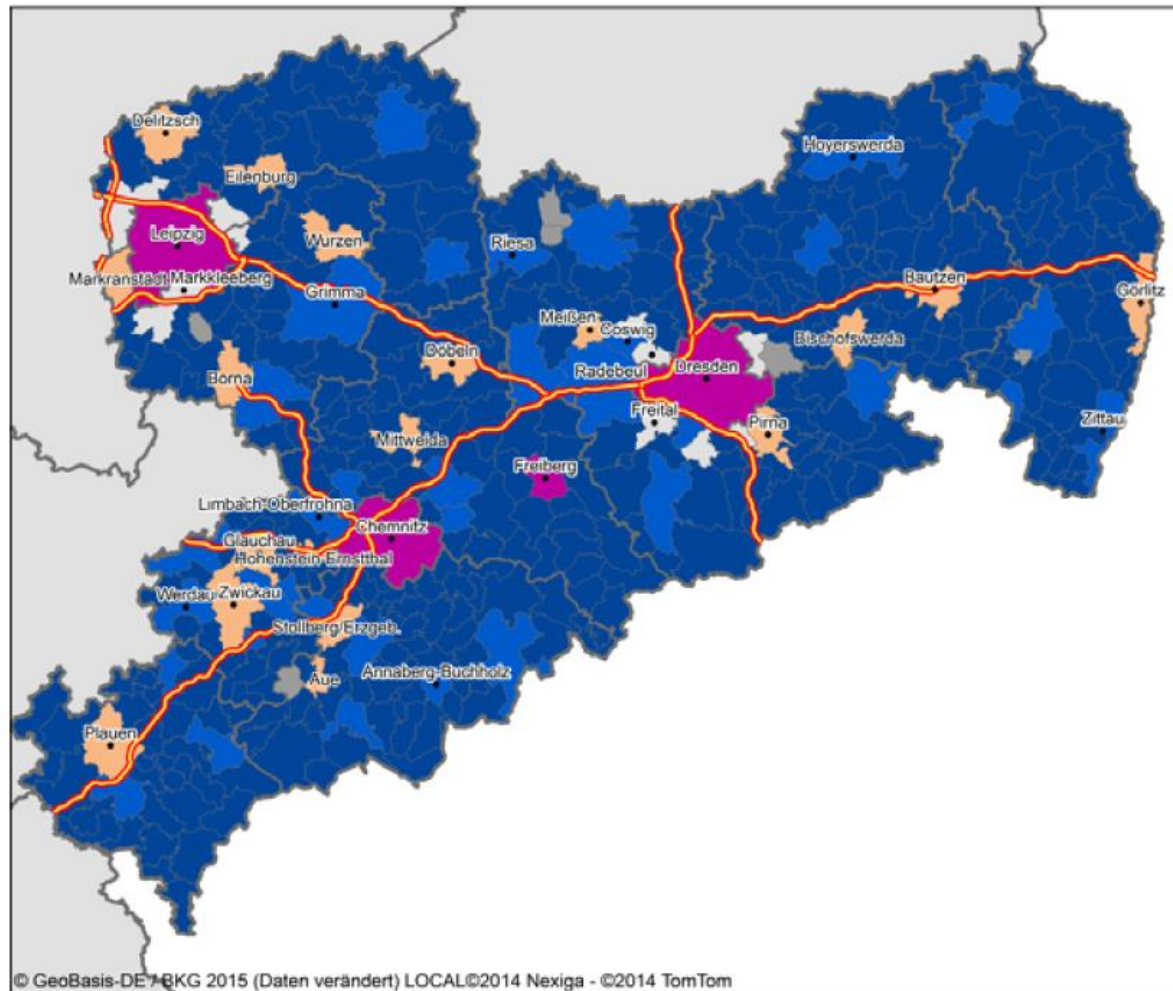 Delitzsch
Hoyerswerda
Eilenburg
Leipzig
Wurzen
Riesa
Markranstädt
Markkleeberg
Grimma
Bautzen
Görlitz
Meißen
Coswig
Bischofswerda
Döbeln
Radebeul
Dresden
Borna
Freital
Pirna
Zittau
Mittweida
Freiberg
Limbach-Oberfrohna
Chemnitz
Glauchau
Hohenstein-Ernstthal
Werdau
Zwickau
Stollberg/Erzgeb.
Aue
Annaberg-Buchholz
Plauen
© GeoBasis-DE / BKG 2015 (Daten verändert) LOCAL©2014 Nexiga - ©2014 TomTom